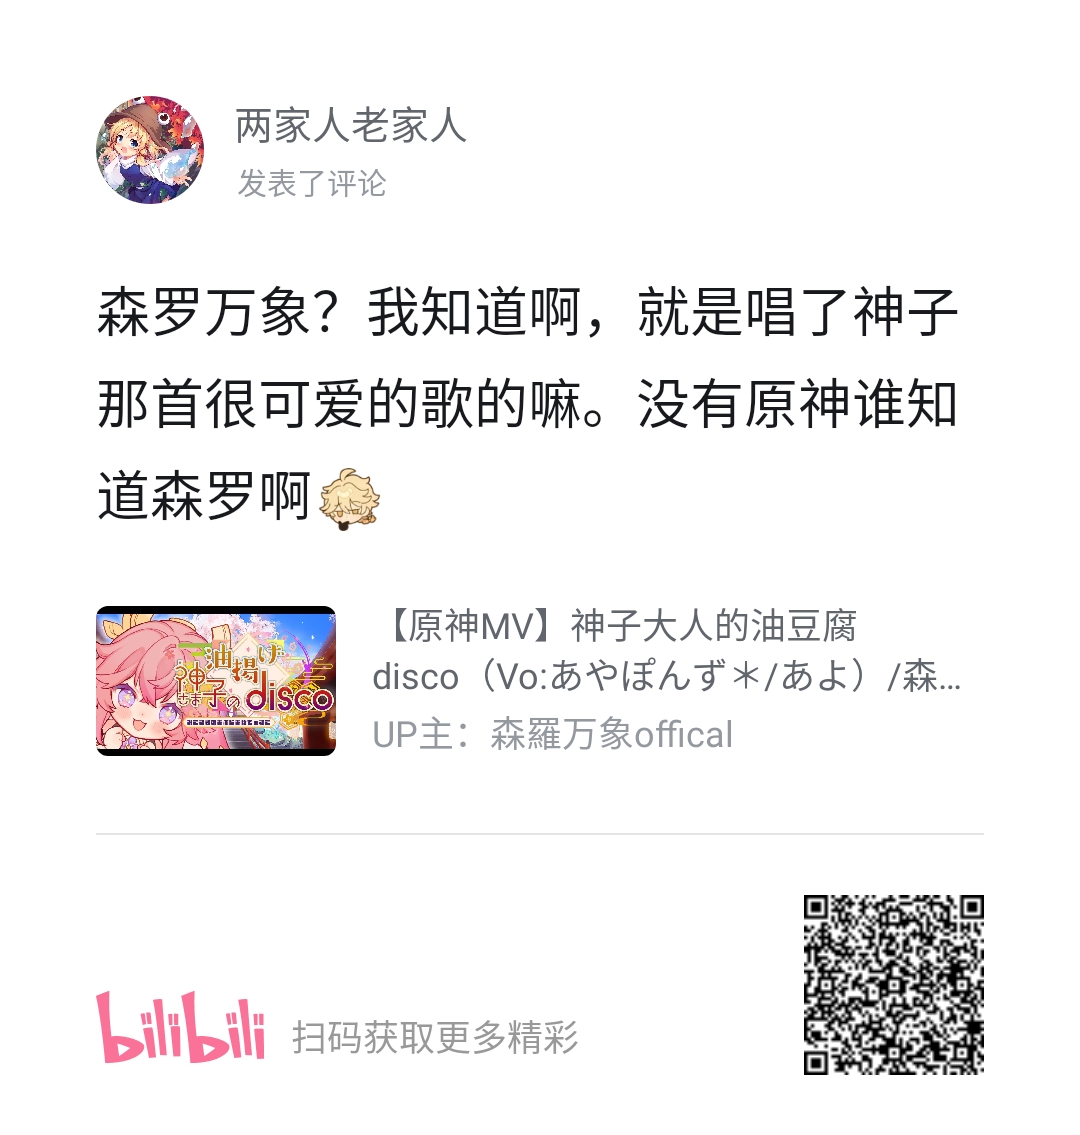 两家人老家人
发表了评论
森罗万象？我知道啊，就是唱了神子
那首很可爱的歌的嘛。没有原神谁知
道森罗啊
【原神MV】神子大人的油豆腐
disco（Vo:あやぽんず＊/あよ）/森…
UP主：森羅万象offical
油揚げ
神子
さま
の
disco
bilibili
扫码获取更多精彩